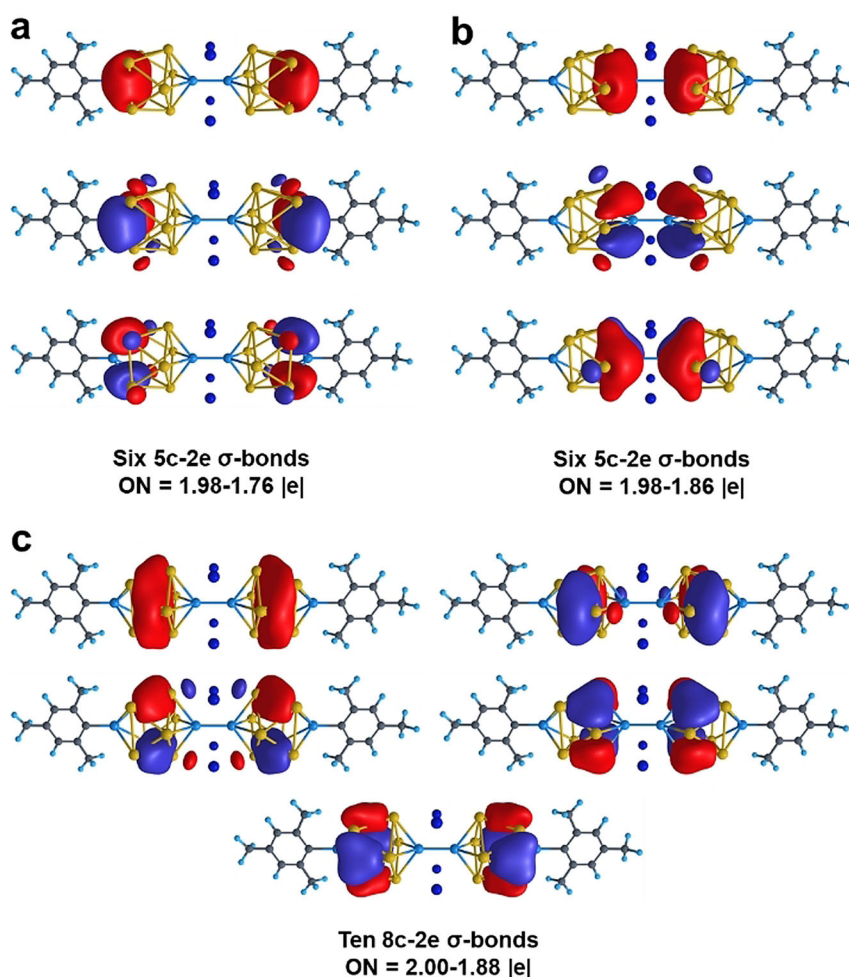 a
b
Six 5c-2e σ-bonds
ON = 1.98-1.76 |e|
Six 5c-2e σ-bonds
ON = 1.98-1.86 |e|
c
Ten 8c-2e σ-bonds
ON = 2.00-1.88 |e|